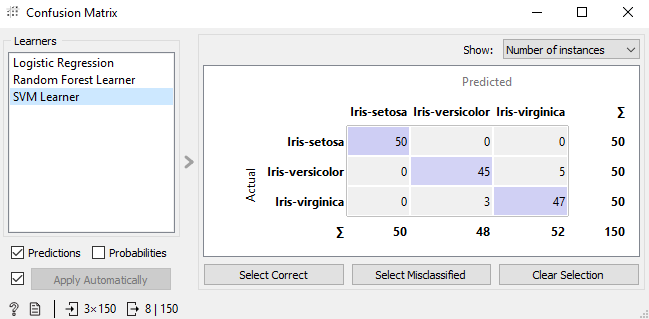 Confusion Matrix
Learners
Logistic Regression
Random Forest Learner
SVM Learner
Predictions Probabilities
Apply Automatically
Show: Number of instances
Predicted
Iris-setosa Iris-versicolor Iris-virginica Σ
Iris-setosa 50 0 0 50
Iris-versicolor 0 45 5 50
Iris-virginica 0 3 47 50
Σ 50 48 52 150
Actual
Select Correct Select Misclassified Clear Selection
? 3×150 8 | 150